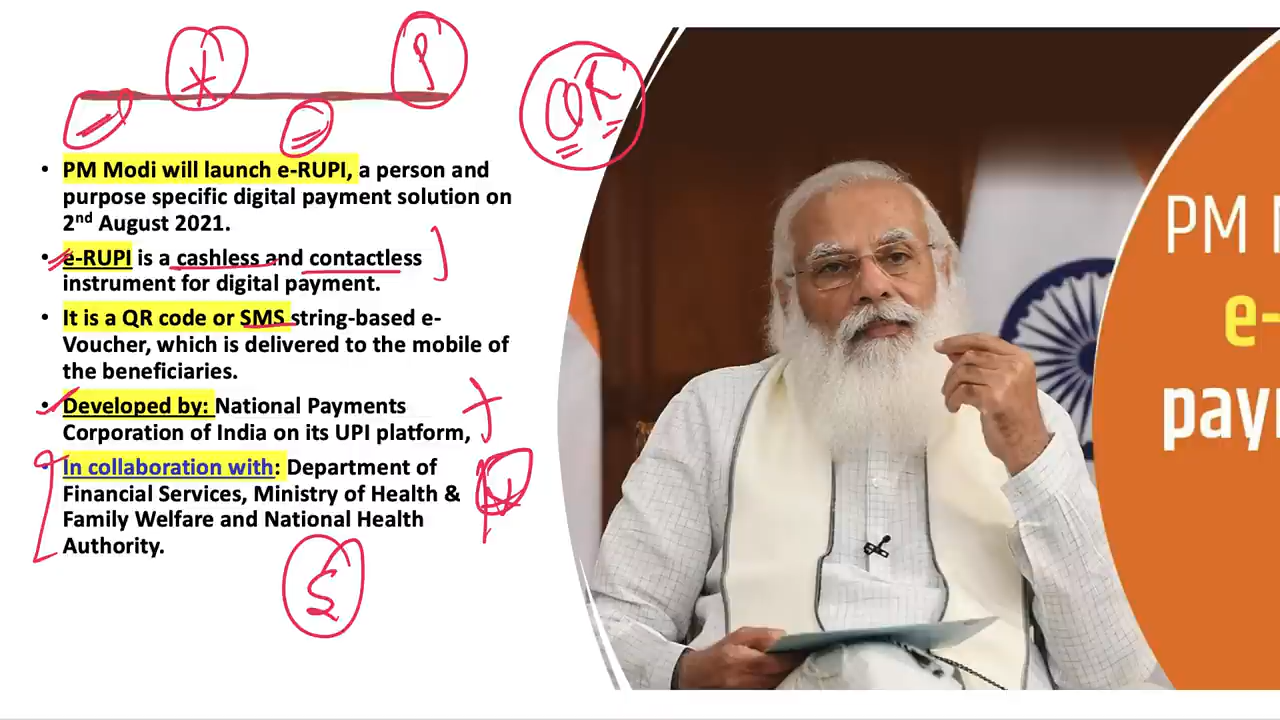 QR
• PM Modi will launch e-RUPI, a person and
purpose specific digital payment solution on
2nd August 2021.
• e-RUPI is a cashless and contactless
instrument for digital payment.
• It is a QR code or SMS string-based e-
Voucher, which is delivered to the mobile of
the beneficiaries.
• Developed by: National Payments
Corporation of India on its UPI platform,
• In collaboration with: Department of
Financial Services, Ministry of Health &
Family Welfare and National Health
Authority.
PM
e-
pay